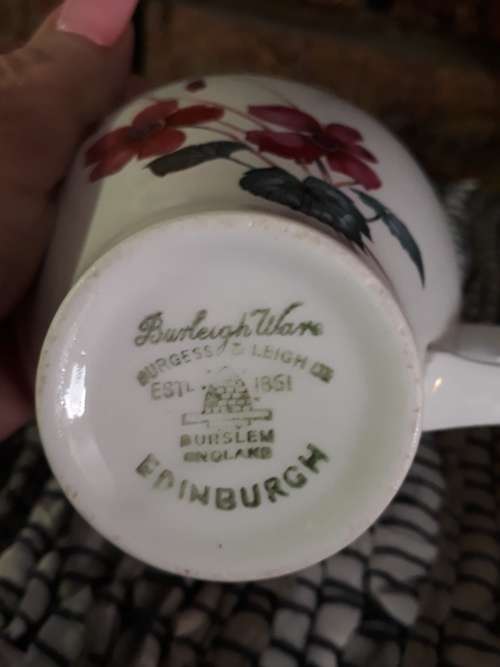 Burleigh Ware
BURGESS & LEIGH LTD
ESTD 1851
BURSLEM
ENGLAND
EDINBURGH